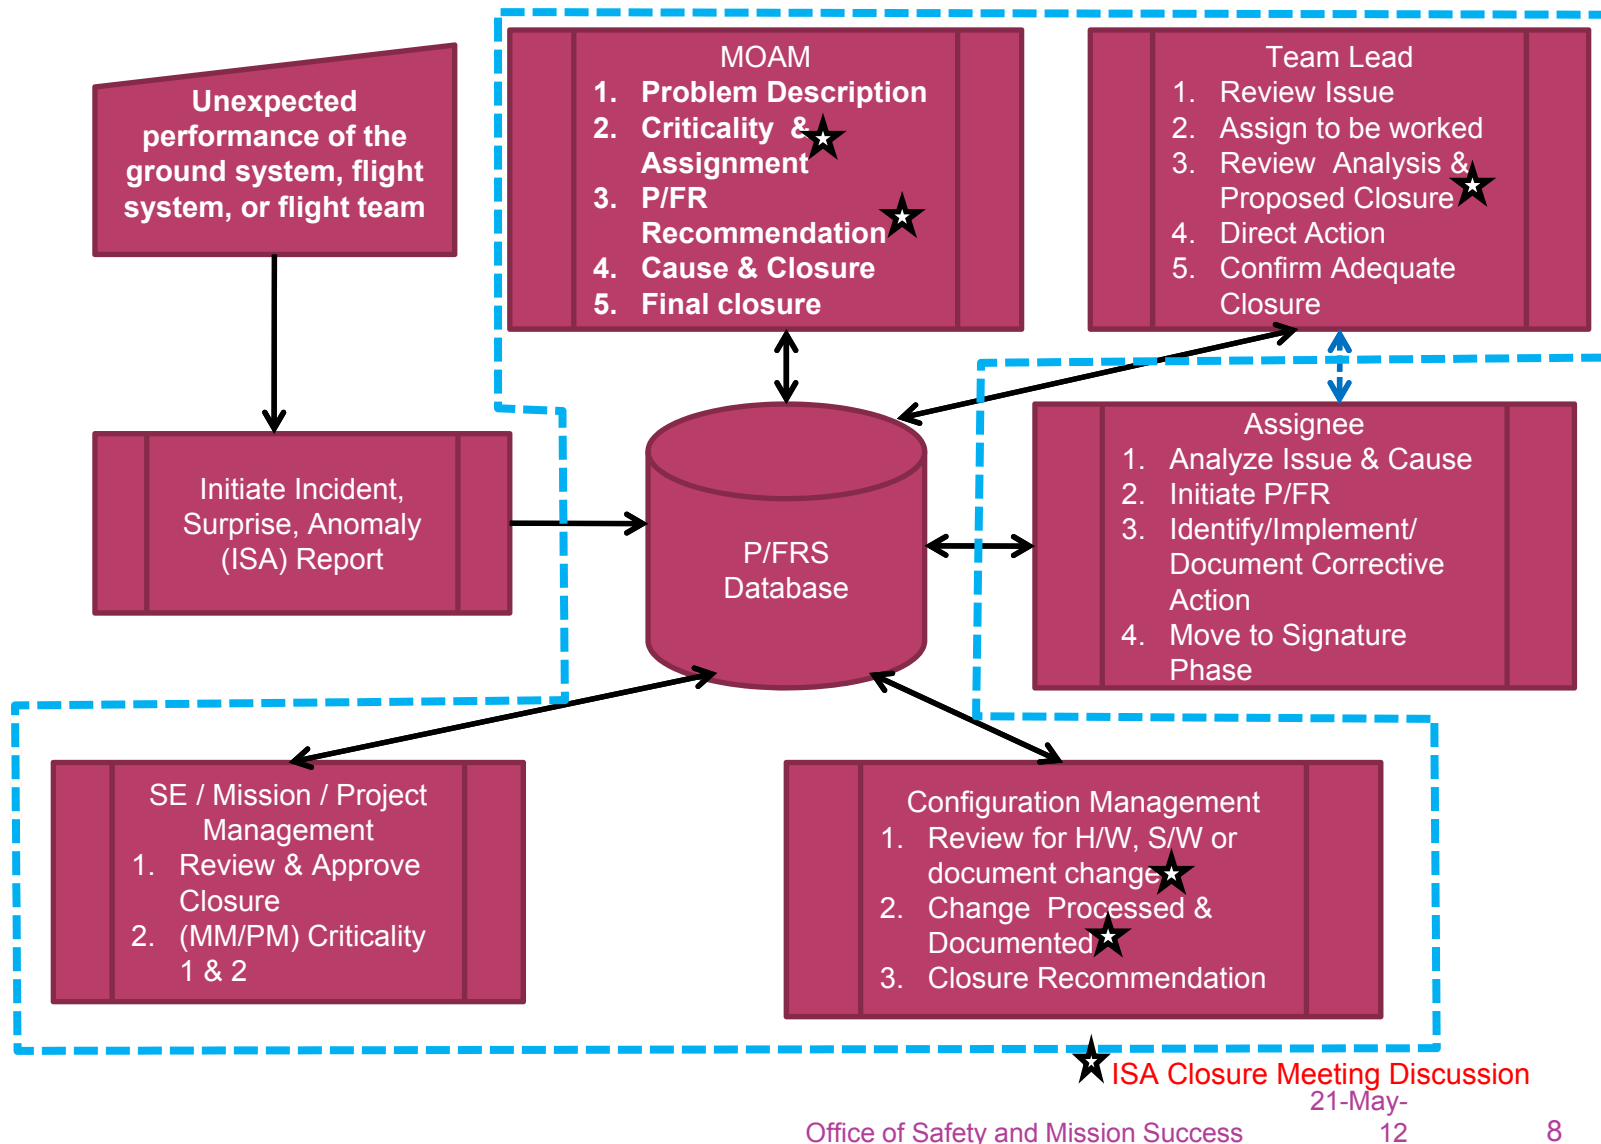 Unexpected
performance of the
ground system, flight
system, or flight team
MOAM
1. Problem Description
2. Criticality &
Assignment
3. P/FR
Recommendation
4. Cause & Closure
5. Final closure
Team Lead
1. Review Issue
2. Assign to be worked
3. Review Analysis &
Proposed Closure
4. Direct Action
5. Confirm Adequate
Closure
Initiate Incident,
Surprise, Anomaly
(ISA) Report
P/FRS
Database
Assignee
1. Analyze Issue & Cause
2. Initiate P/FR
3. Identify/Implement/
Document Corrective
Action
4. Move to Signature
Phase
SE / Mission / Project
Management
1. Review & Approve
Closure
2. (MM/PM) Criticality
1 & 2
Configuration Management
1. Review for H/W, S/W or
document change
2. Change Processed &
Documented
3. Closure Recommendation
ISA Closure Meeting Discussion
21-May-
12
Office of Safety and Mission Success
8